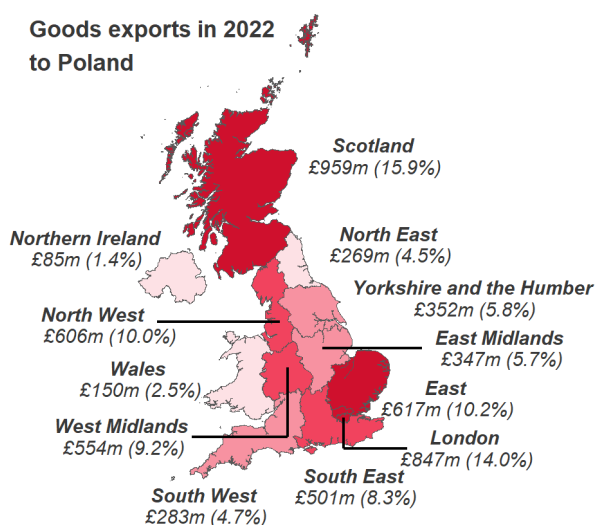 Goods exports in 2022
to Poland
Scotland
£959m (15.9%)
Northern Ireland
£85m (1.4%)
North East
£269m (4.5%)
Yorkshire and the Humber
£352m (5.8%)
North West
£606m (10.0%)
East Midlands
£347m (5.7%)
Wales
£150m (2.5%)
East
£617m (10.2%)
West Midlands
£554m (9.2%)
London
£847m (14.0%)
South East
£501m (8.3%)
South West
£283m (4.7%)